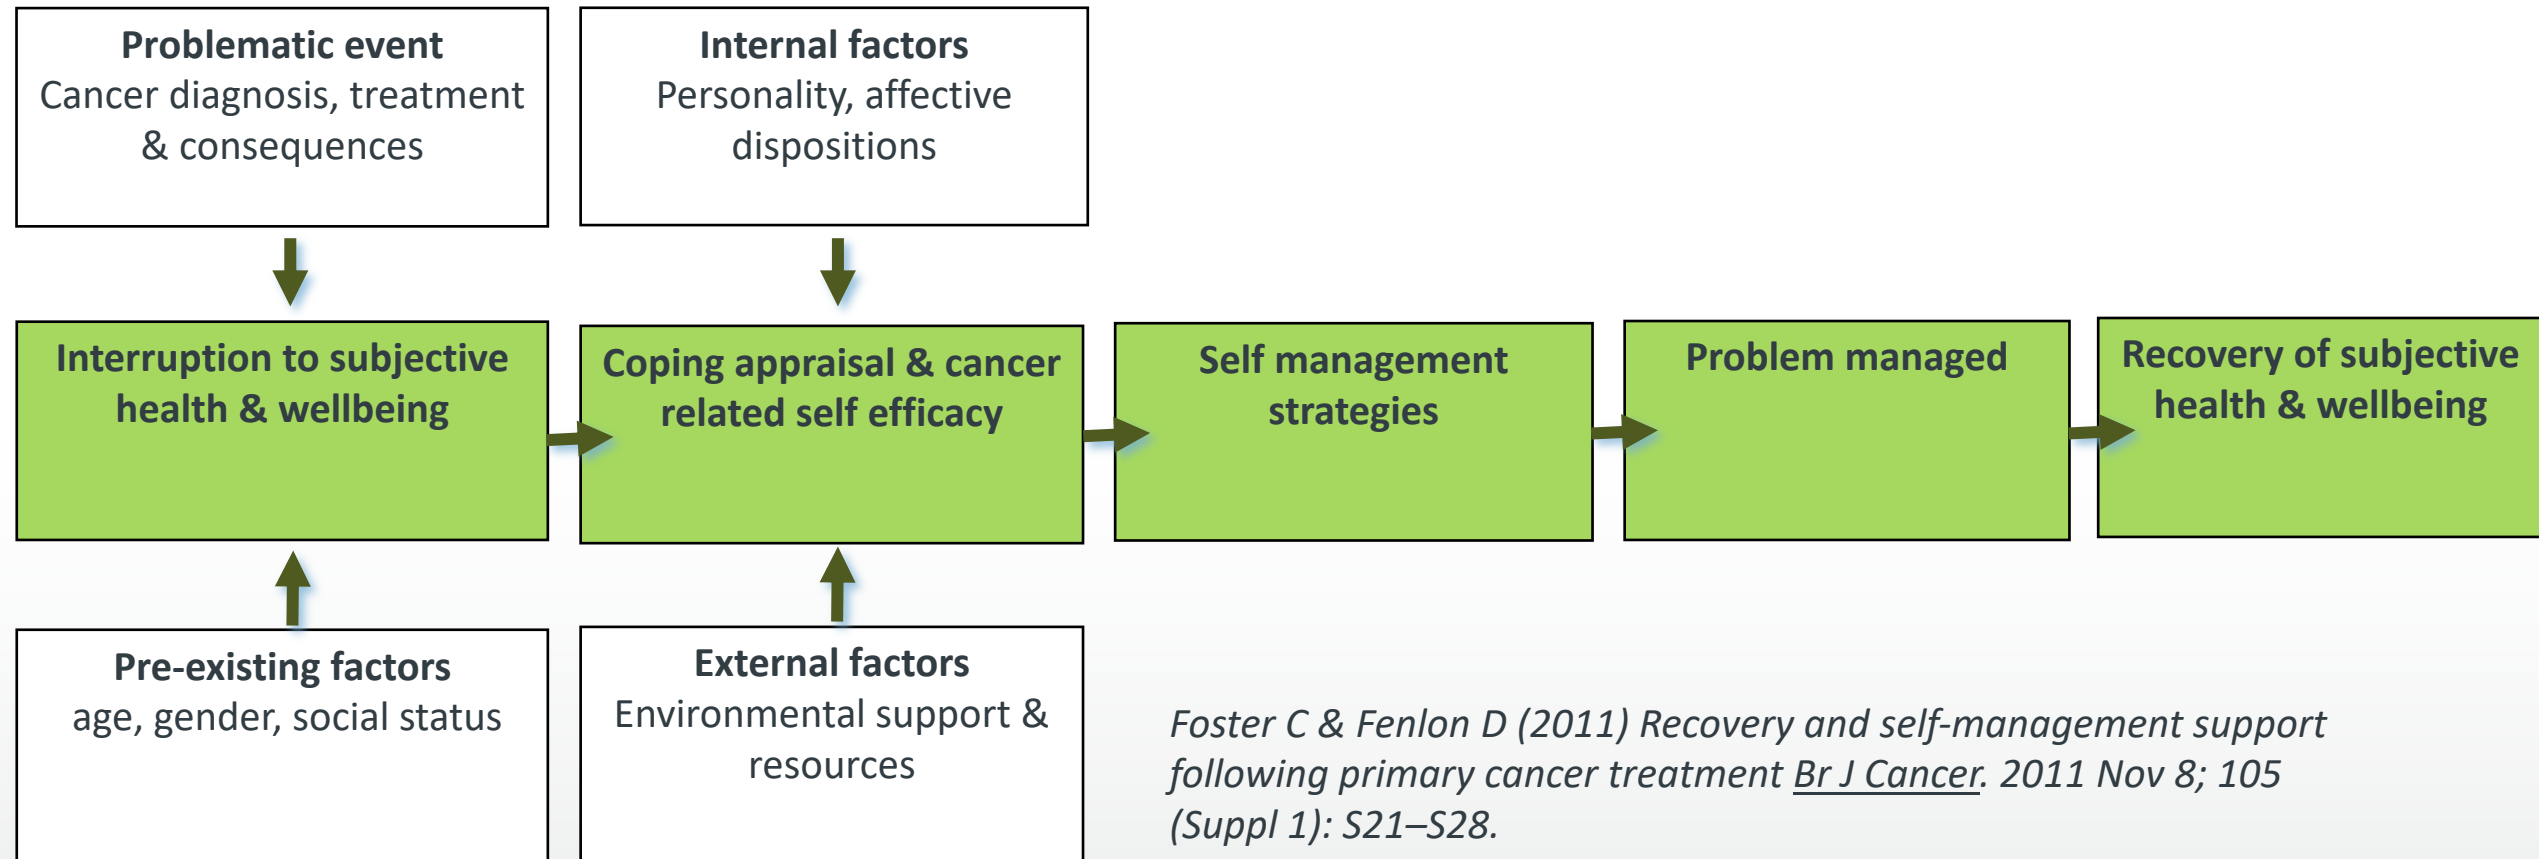 Problematic event
Cancer diagnosis, treatment
& consequences
Internal factors
Personality, affective
dispositions
Interruption to subjective
health & wellbeing
Coping appraisal & cancer
related self efficacy
Self management
strategies
Problem managed
Recovery of subjective
health & wellbeing
Pre-existing factors
age, gender, social status
External factors
Environmental support &
resources
Foster C & Fenlon D (2011) Recovery and self-management support
following primary cancer treatment Br J Cancer. 2011 Nov 8; 105
(Suppl 1): S21–S28.